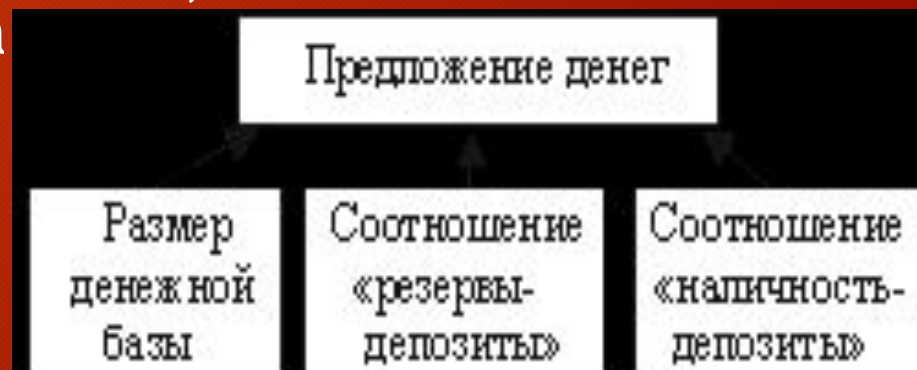 Предложение денег
Размер
денежной
базы
Соотношение
«резервы-
депозиты»
Соотношение
«наличность-
депозиты»